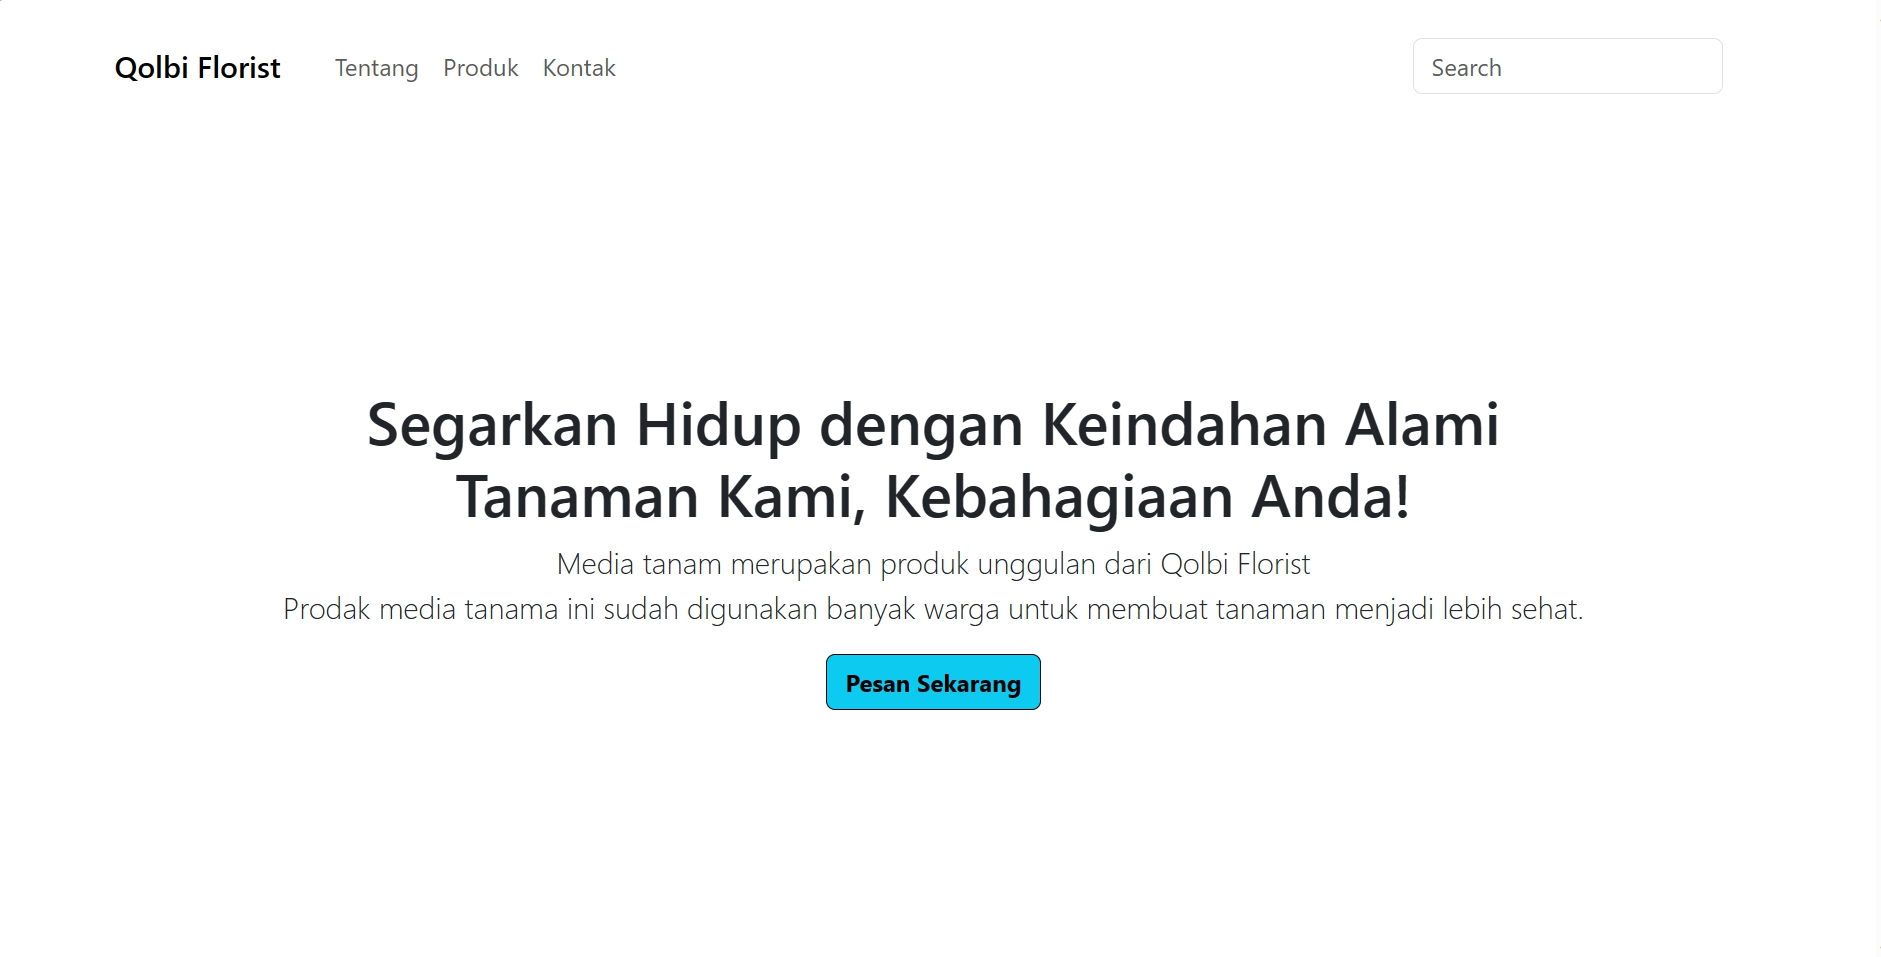 Qolbi Florist
Tentang Produk Kontak
Search
Segarkan Hidup dengan Keindahan Alami
Tanaman Kami, Kebahagiaan Anda!
Media tanam merupakan produk unggulan dari Qolbi Florist
Prodak media tanama ini sudah digunakan banyak warga untuk membuat tanaman menjadi lebih sehat.
Pesan Sekarang